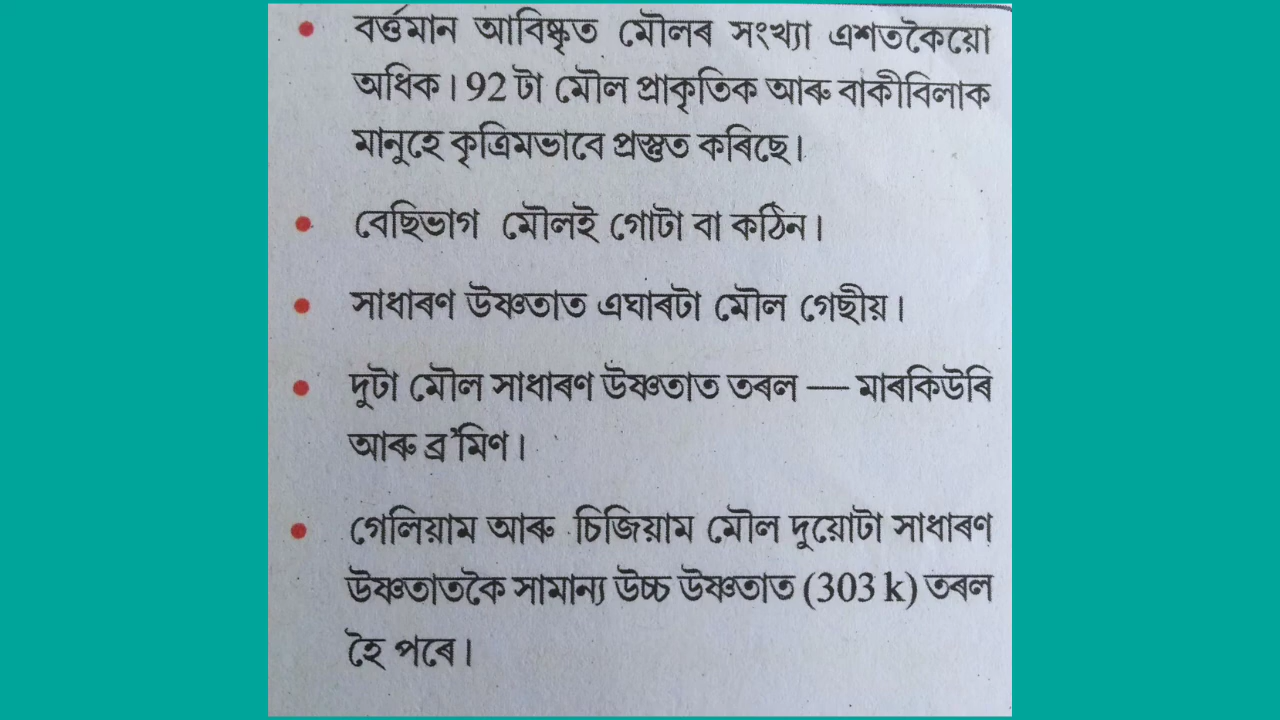 • বৰ্ত্তমান আবিষ্কৃত মৌলৰ সংখ্যা এশতকৈয়ো
অধিক। 92 টা মৌল প্ৰাকৃতিক আৰু বাকীবিলাক
মানুহে কৃত্ৰিমভাবে প্ৰস্তুত কৰিছে।
• বেছিভাগ মৌলই গোটা বা কঠিন।
• সাধাৰণ উষ্ণতাত এঘাৰটা মৌল গেছীয়।
• দুটা মৌল সাধাৰণ উষ্ণতাত তৰল — মাৰকিউৰি
আৰু ব্ৰ'মিণ।
• গেলিয়াম আৰু চিজিয়াম মৌল দুয়োটা সাধাৰণ
উষ্ণতাতকৈ সামান্য উচ্চ উষ্ণতাত (303 k) তৰল
হৈ পৰে।